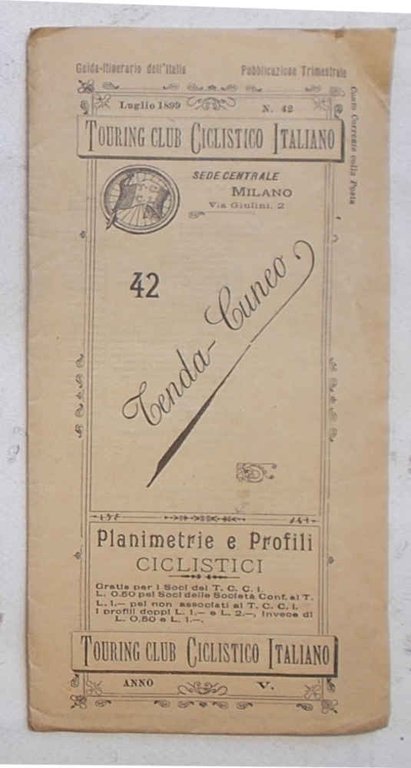 Guida-Itinerario dell'Italia Pubblicazione Trimestrale
Conto Corrente colla Posta
Luglio 1899 N. 42
TOURING CLUB CICLISTICO ITALIANO
T.C.
C.I.
SEDE CENTRALE
MILANO
Via Giulini, 2
42
Tenda-Cuneo
Planimetrie e Profili
CICLISTICI
Gratis per i Soci del T. C. C. I.
L. 0.50 pei Soci delle Società Conf. al T.
L. 1.— pei non associati al T. C. C. I.
I profili doppi L. 1.— e L. 2.—, invece di
L. 0,50 e L. 1.—.
TOURING CLUB CICLISTICO ITALIANO
ANNO V.